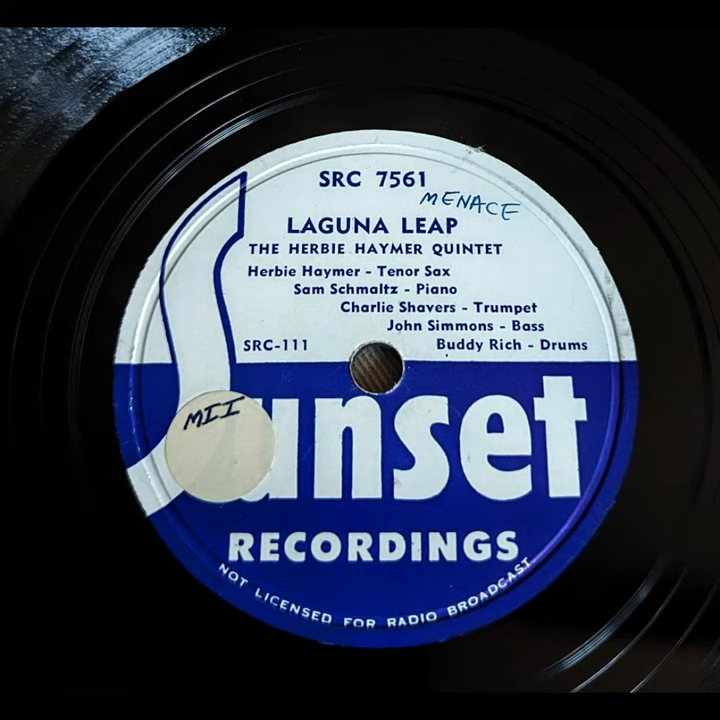 SRC 7561
MENACE
LAGUNA LEAP
THE HERBIE HAYMER QUINTET
Herbie Haymer - Tenor Sax
Sam Schmaltz - Piano
Charlie Shavers - Trumpet
John Simmons - Bass
SRC-111 Buddy Rich - Drums
MII
Sunset
RECORDINGS
NOT LICENSED FOR RADIO BROADCAST